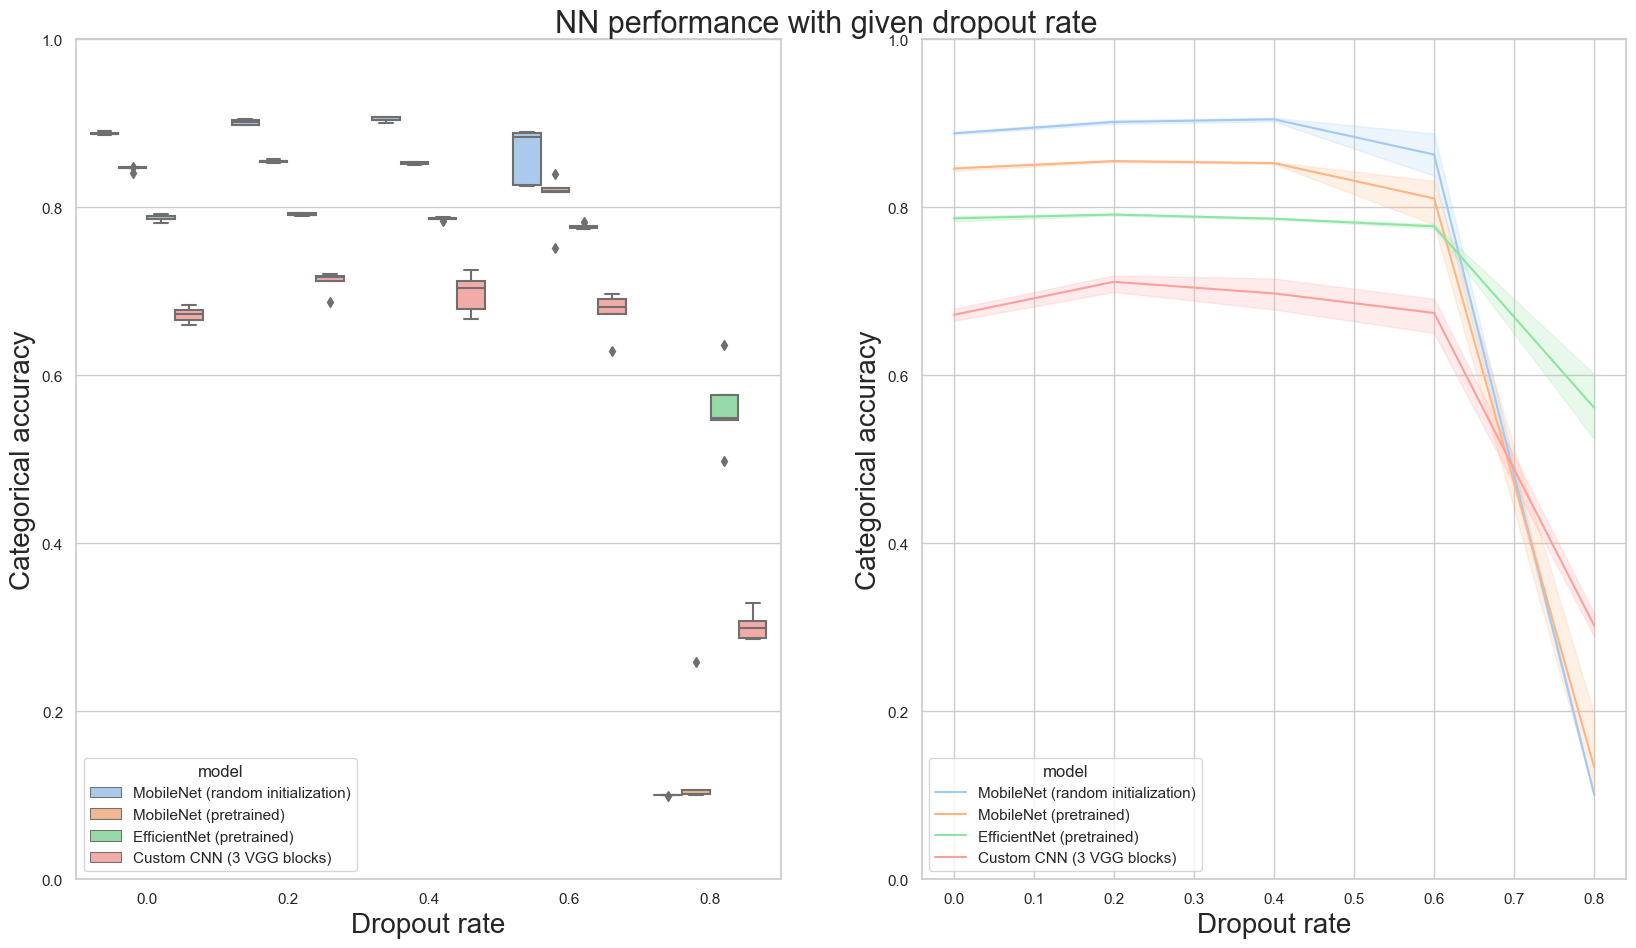 NN performance with given dropout rate
Categorical accuracy
1.0
0.8
0.6
0.4
0.2
0.0
model
MobileNet (random initialization)
MobileNet (pretrained)
EfficientNet (pretrained)
Custom CNN (3 VGG blocks)
0.0 0.2 0.4 0.6 0.8
Dropout rate
Categorical accuracy
1.0
0.8
0.6
0.4
0.2
0.0
model
MobileNet (random initialization)
MobileNet (pretrained)
EfficientNet (pretrained)
Custom CNN (3 VGG blocks)
0.0 0.1 0.2 0.3 0.4 0.5 0.6 0.7 0.8
Dropout rate